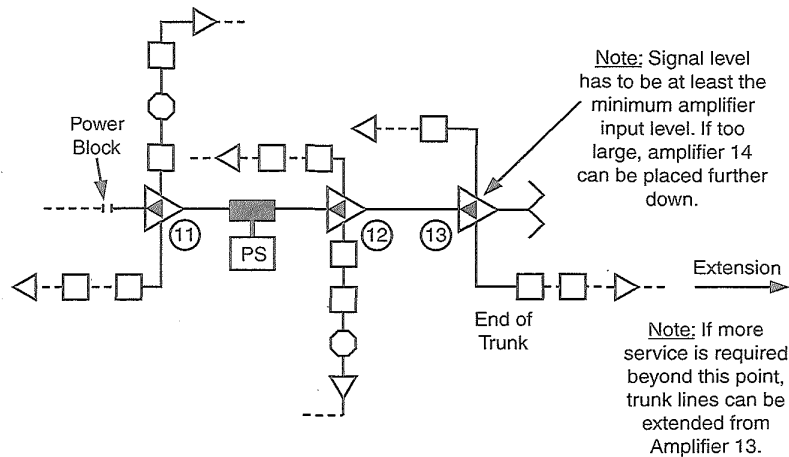 Note: Signal level
has to be at least the
minimum amplifier
input level. If too
large, amplifier 14
can be placed further
down.
Power
Block
11
PS
12
13
End of
Trunk
Extension
Note: If more
service is required
beyond this point,
trunk lines can be
extended from
Amplifier 13.